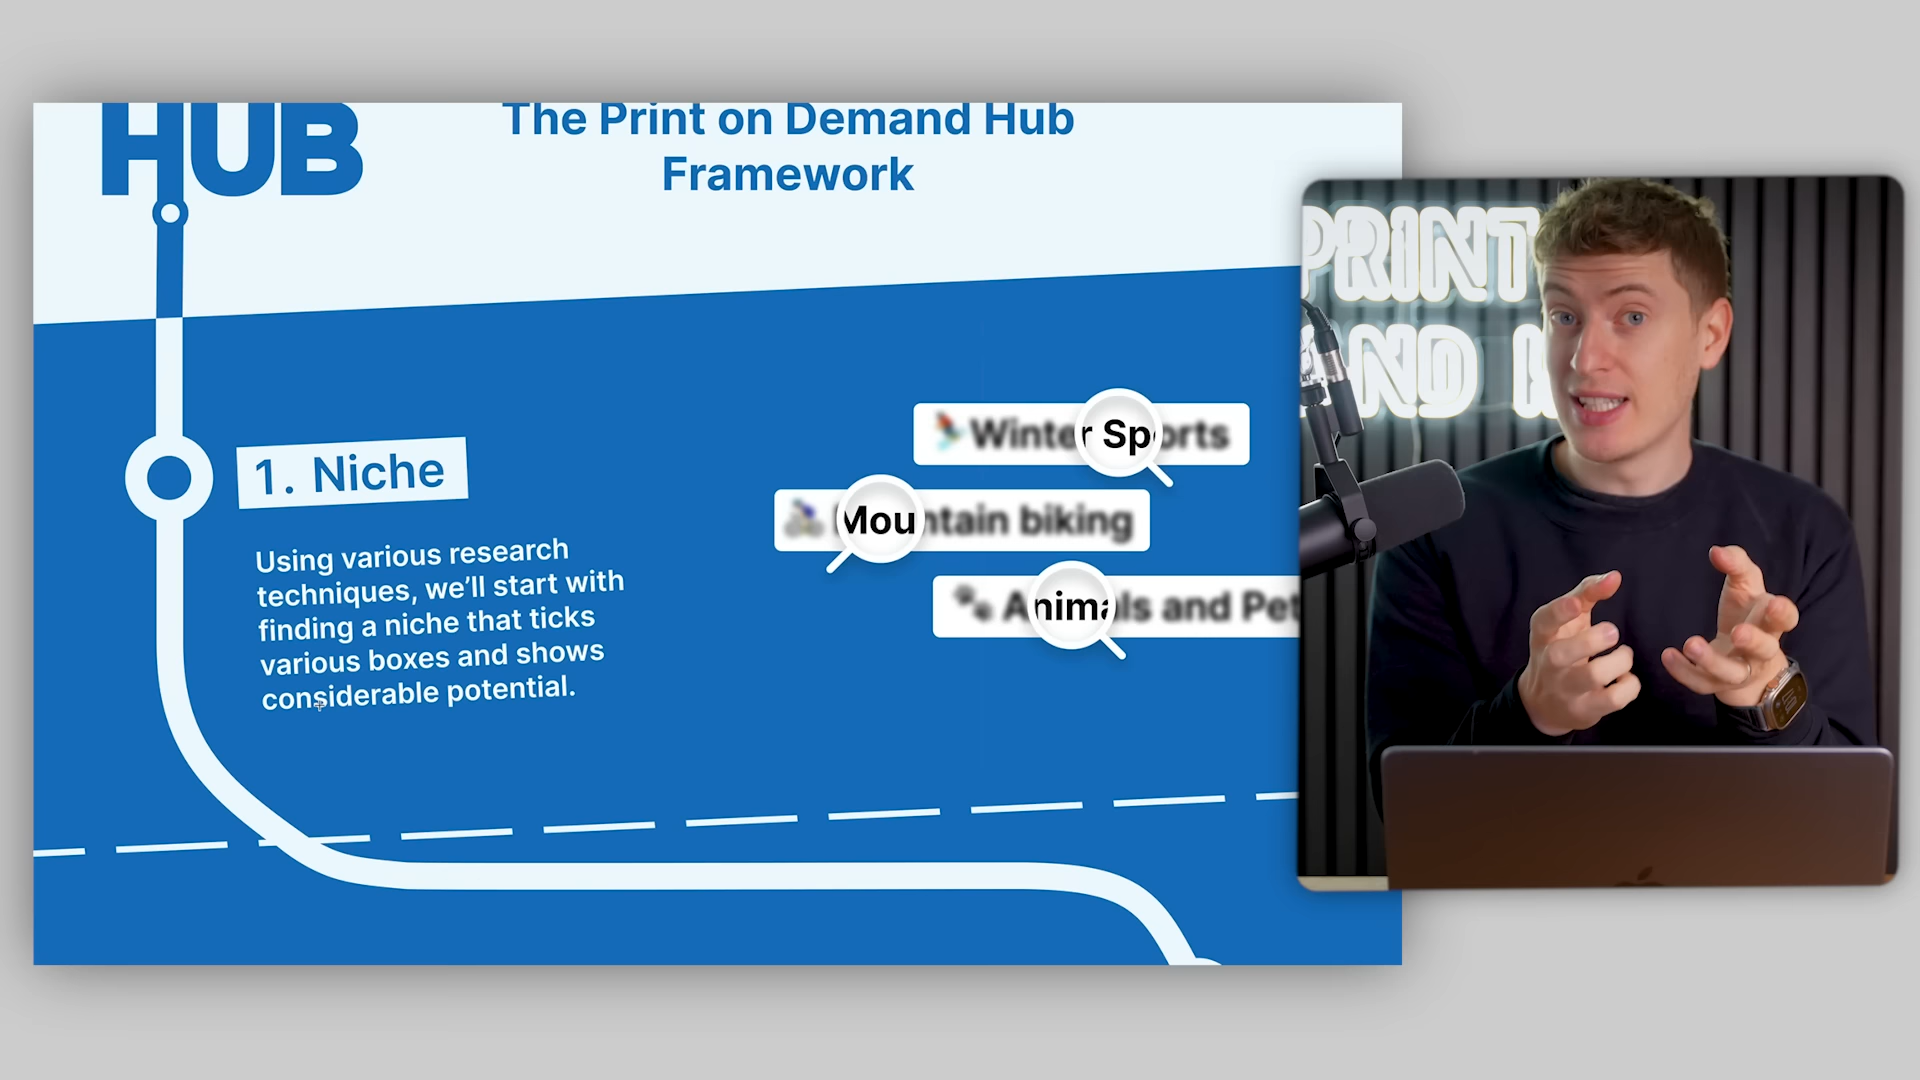 HUB
The Print on Demand Hub
Framework
1. Niche
Using various research
techniques, we'll start with
finding a niche that ticks
various boxes and shows
considerable potential.
Winter Sports
Mountain biking
Animals and Pet
PRINT
AND